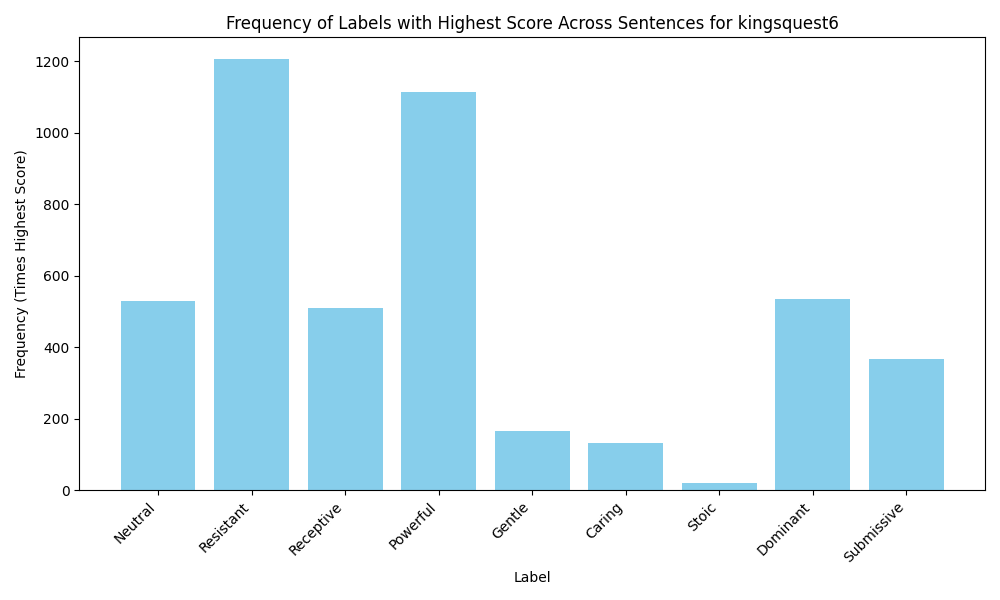 Frequency of Labels with Highest Score Across Sentences for kingsquest6
Frequency (Times Highest Score)
1200
1000
800
600
400
200
0
Neutral
Resistant
Receptive
Powerful
Gentle
Caring
Stoic
Dominant
Submissive
Label